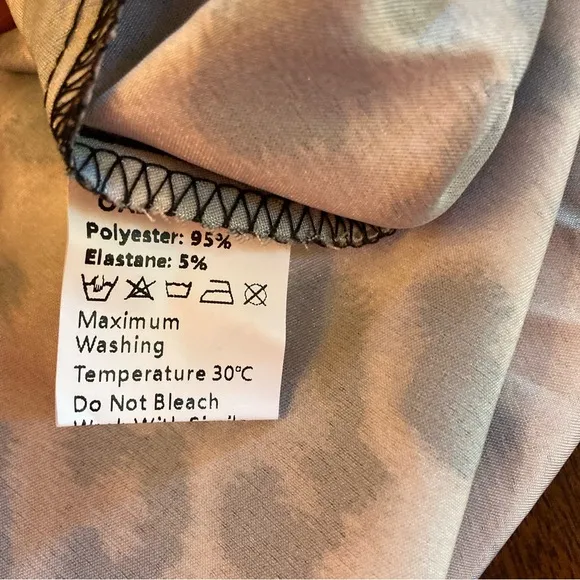 Polyester: 95%
Elastane: 5%
Maximum
Washing
Temperature 30°C
Do Not Bleach